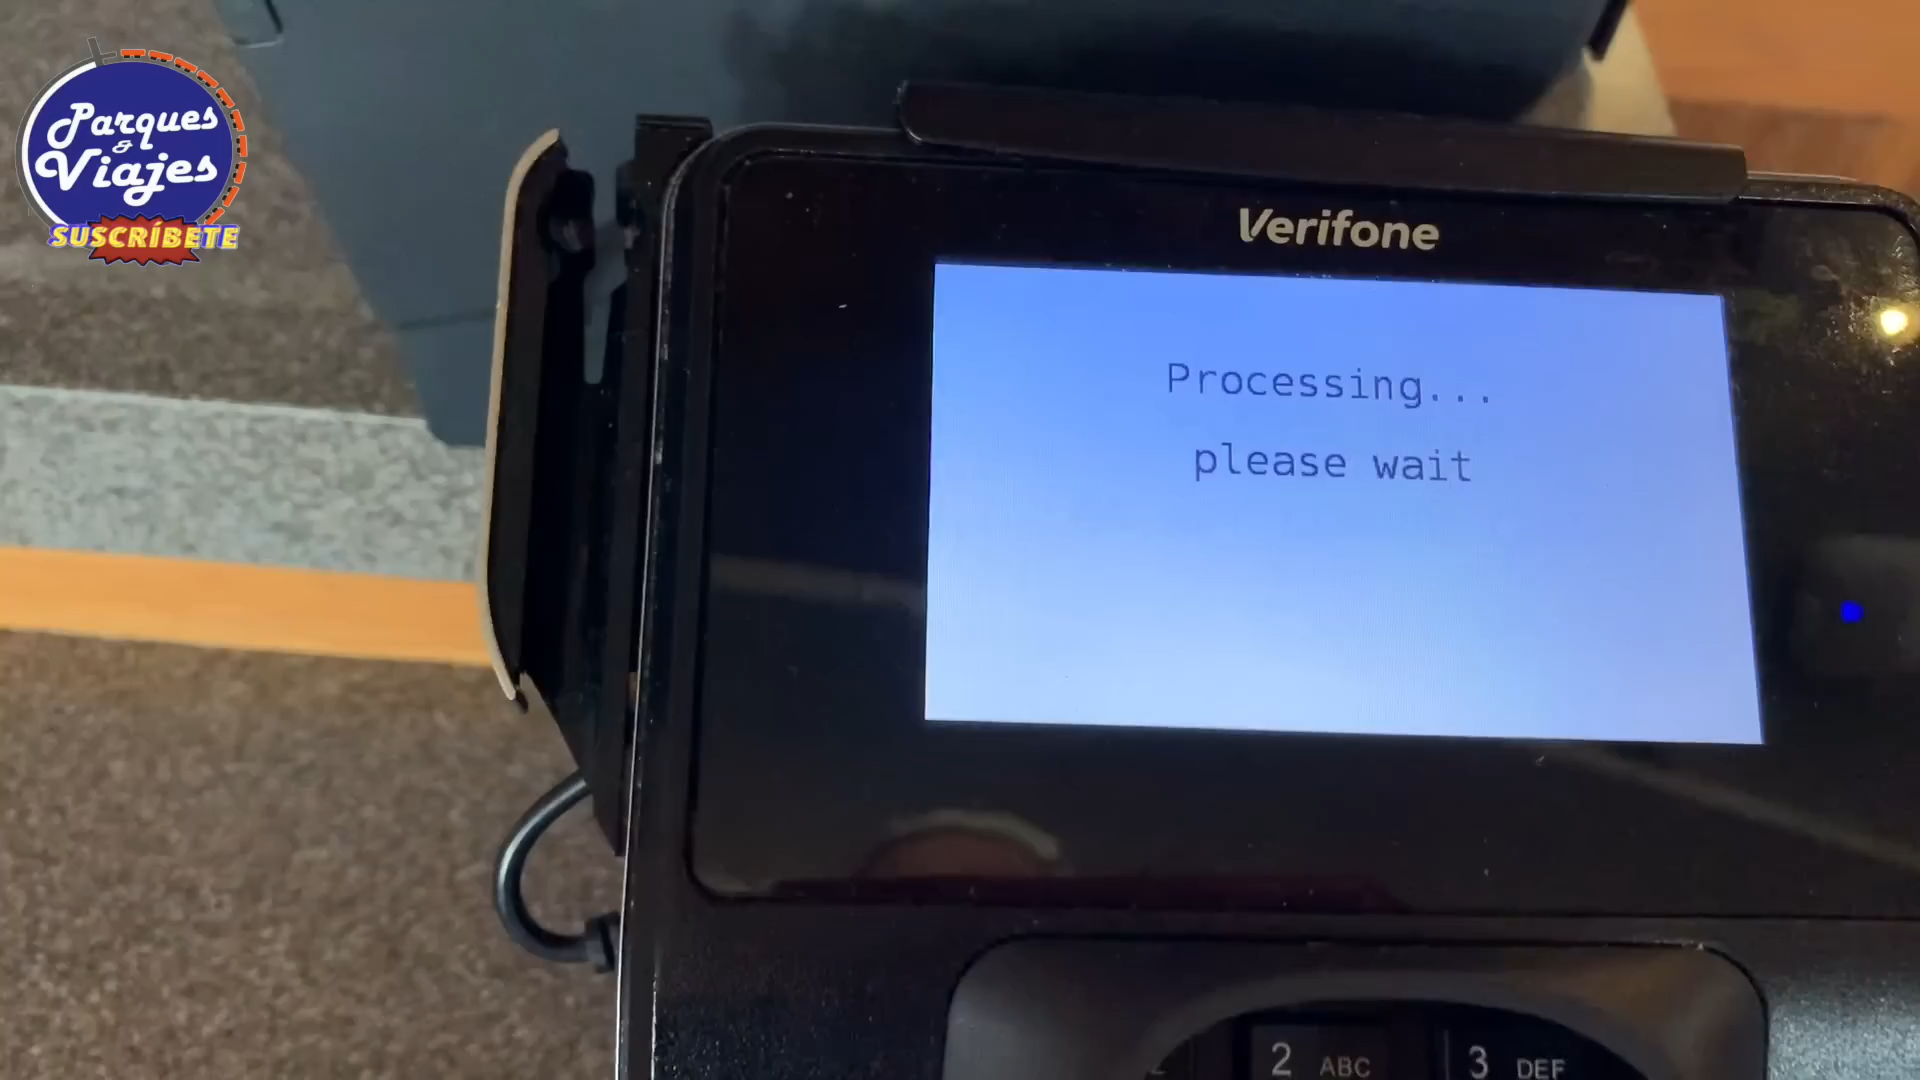 Parques
&
Viajes
SUSCRÍBETE
Verifone
Processing...
please wait
2 ABC
3 DEF